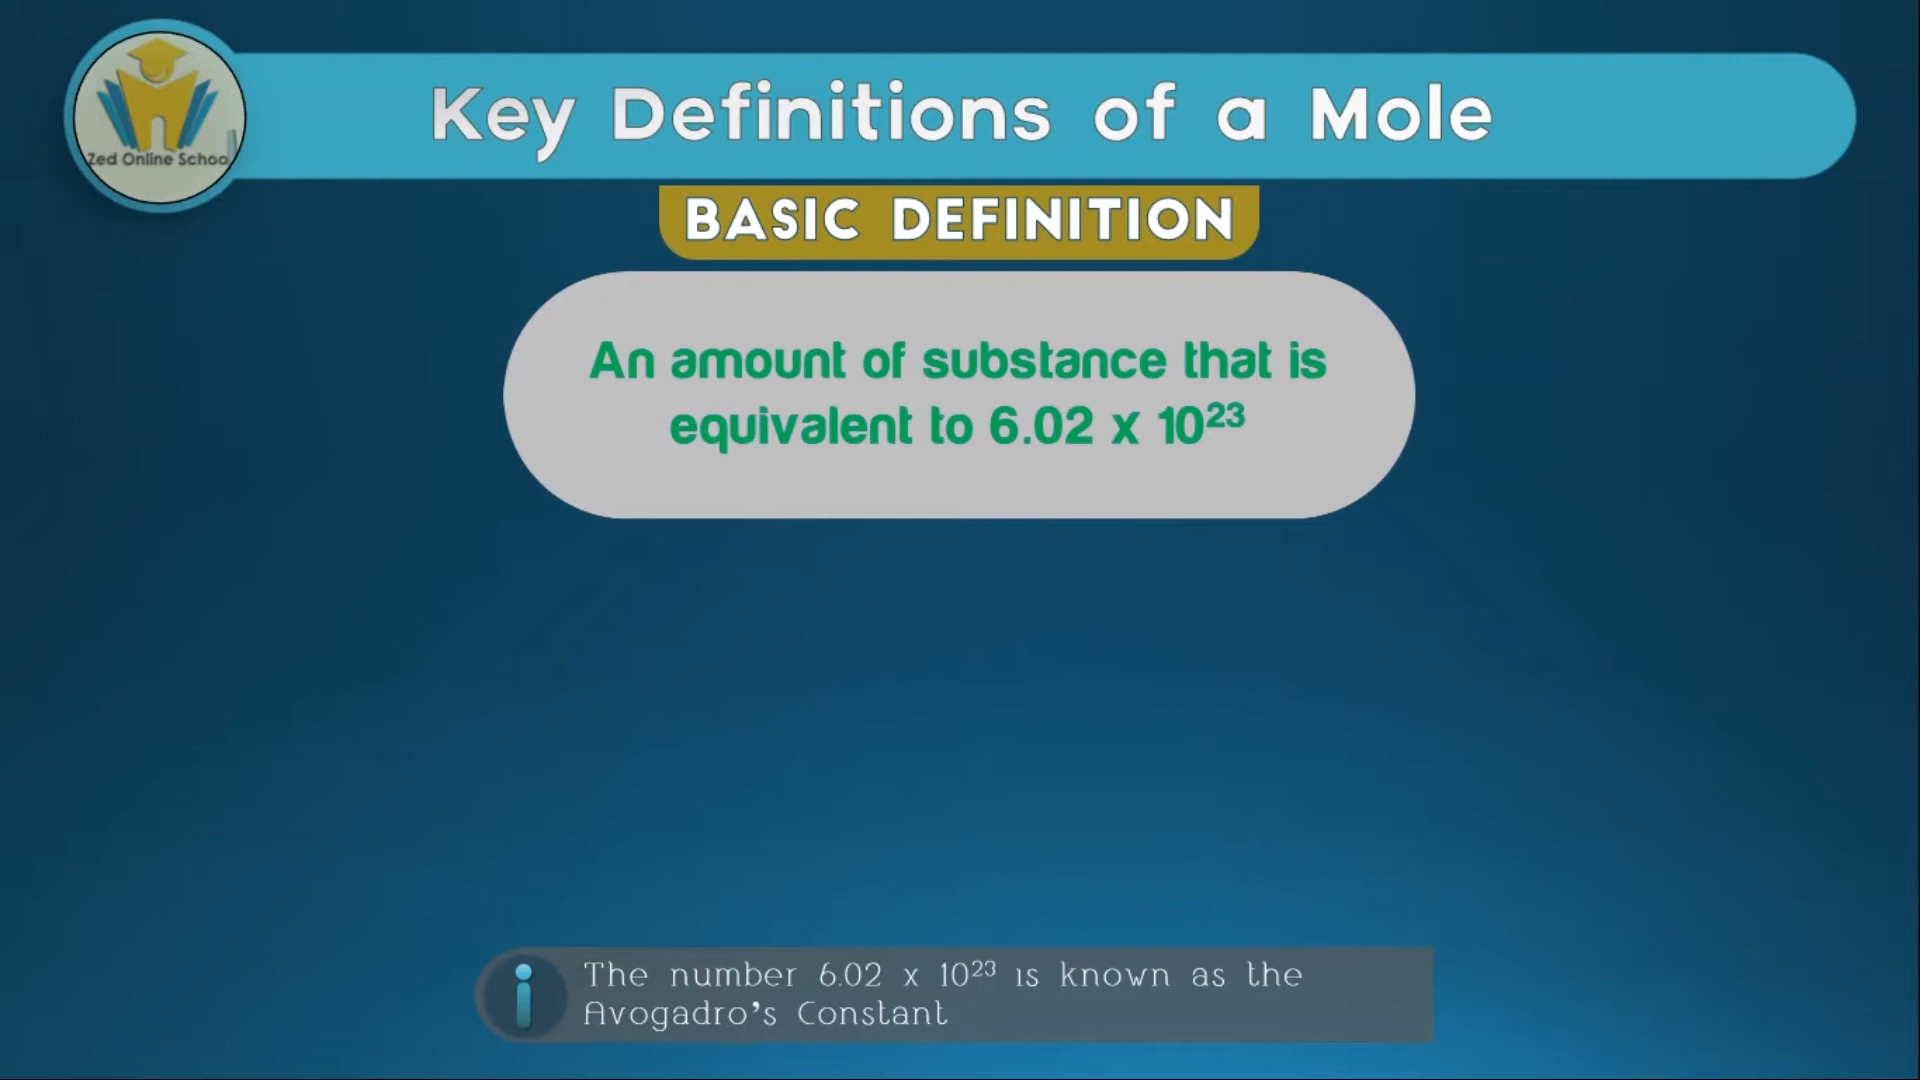 Zed Online School
Key Definitions of a Mole
BASIC DEFINITION
An amount of substance that is
equivalent to 6.02 x 10²³
The number 6.02 x 10²³ is known as the
Avogadro's Constant